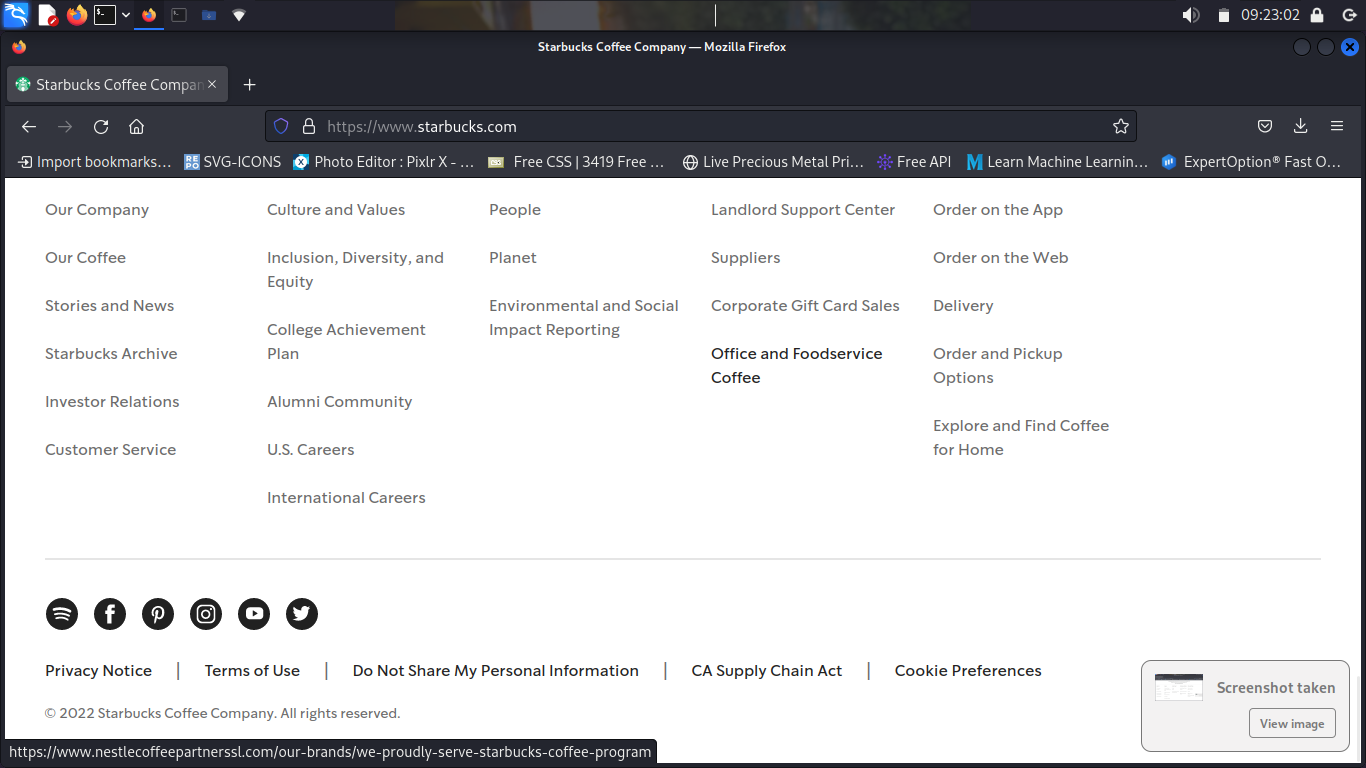 09:23:02
Starbucks Coffee Company — Mozilla Firefox
Starbucks Coffee Compan
https://www.starbucks.com
Import bookmarks… SVG-ICONS Photo Editor : Pixlr X - … Free CSS | 3419 Free … Live Precious Metal Pri… Free API Learn Machine Learnin… ExpertOption® Fast O…
Our Company
Our Coffee
Stories and News
Starbucks Archive
Investor Relations
Customer Service
Culture and Values
Inclusion, Diversity, and
Equity
College Achievement
Plan
Alumni Community
U.S. Careers
International Careers
People
Planet
Environmental and Social
Impact Reporting
Landlord Support Center
Suppliers
Corporate Gift Card Sales
Office and Foodservice
Coffee
Order on the App
Order on the Web
Delivery
Order and Pickup
Options
Explore and Find Coffee
for Home
Privacy Notice | Terms of Use | Do Not Share My Personal Information | CA Supply Chain Act | Cookie Preferences
© 2022 Starbucks Coffee Company. All rights reserved.
Screenshot taken
View image
https://www.nestlecoffeepartnerssl.com/our-brands/we-proudly-serve-starbucks-coffee-program